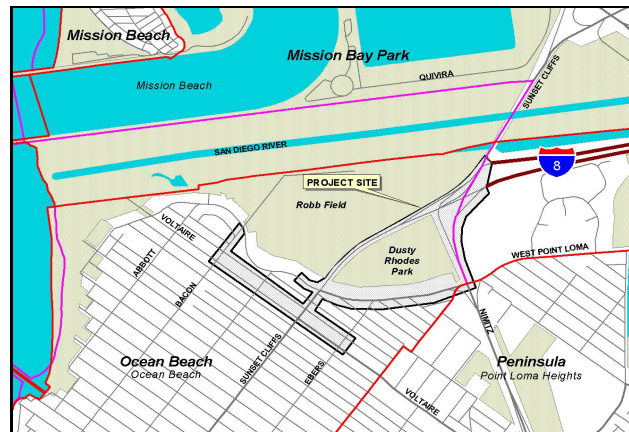 Mission Beach
Mission Bay Park
Mission Beach
QUIVIRA
SUNSET CLIFFS
SAN DIEGO RIVER
8
PROJECT SITE
Robb Field
VOLTAIRE
Dusty
Rhodes
Park
WEST POINT LOMA
ABBOTT
BACON
NIMITZ
Ocean Beach
Ocean Beach
SUNSET CLIFFS
EBERS
Peninsula
Point Loma Heights
VOLTAIRE